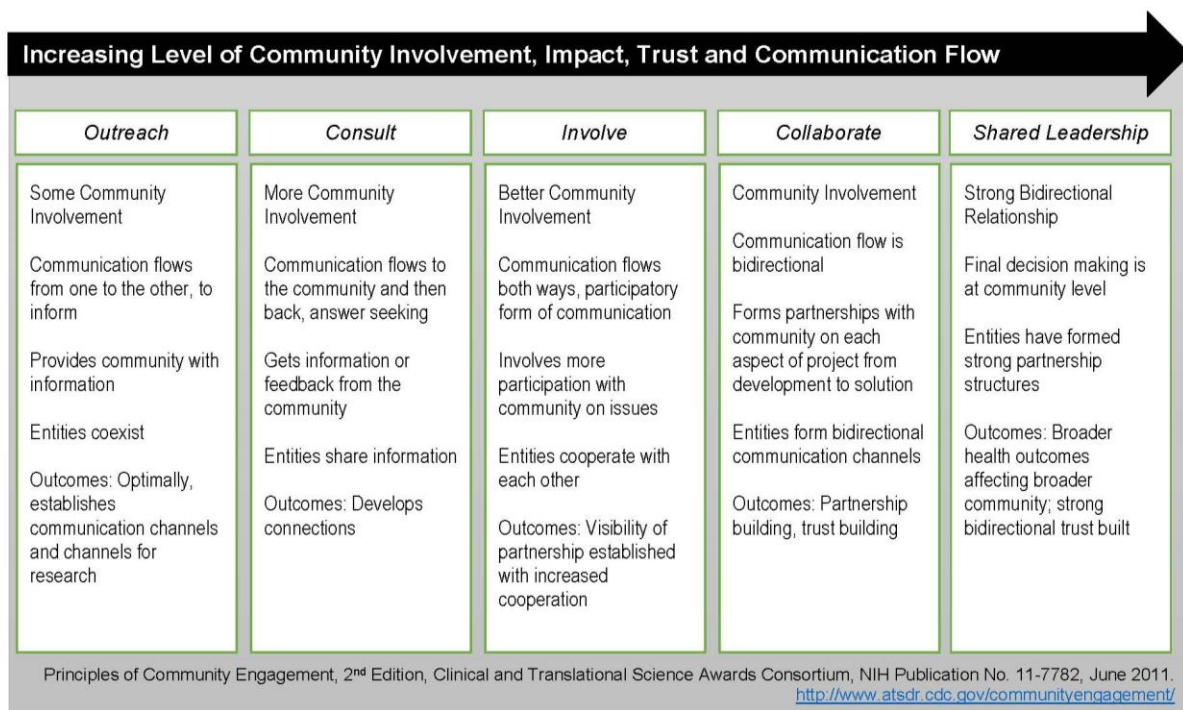 Increasing Level of Community Involvement, Impact, Trust and Communication Flow
Outreach
Some Community
Involvement
Communication flows
from one to the other, to
inform
Provides community with
information
Entities coexist
Outcomes: Optimally,
establishes
communication channels
and channels for
research
Consult
More Community
Involvement
Communication flows to
the community and then
back, answer seeking
Gets information or
feedback from the
community
Entities share information
Outcomes: Develops
connections
Involve
Better Community
Involvement
Communication flows
both ways, participatory
form of communication
Involves more
participation with
community on issues
Entities cooperate with
each other
Outcomes: Visibility of
partnership established
with increased
cooperation
Collaborate
Community Involvement
Communication flow is
bidirectional
Forms partnerships with
community on each
aspect of project from
development to solution
Entities form bidirectional
communication channels
Outcomes: Partnership
building, trust building
Shared Leadership
Strong Bidirectional
Relationship
Final decision making is
at community level
Entities have formed
strong partnership
structures
Outcomes: Broader
health outcomes
affecting broader
community; strong
bidirectional trust built
Principles of Community Engagement, 2nd Edition, Clinical and Translational Science Awards Consortium, NIH Publication No. 11-7782, June 2011.
http://www.atsdr.cdc.gov/communityengagement/